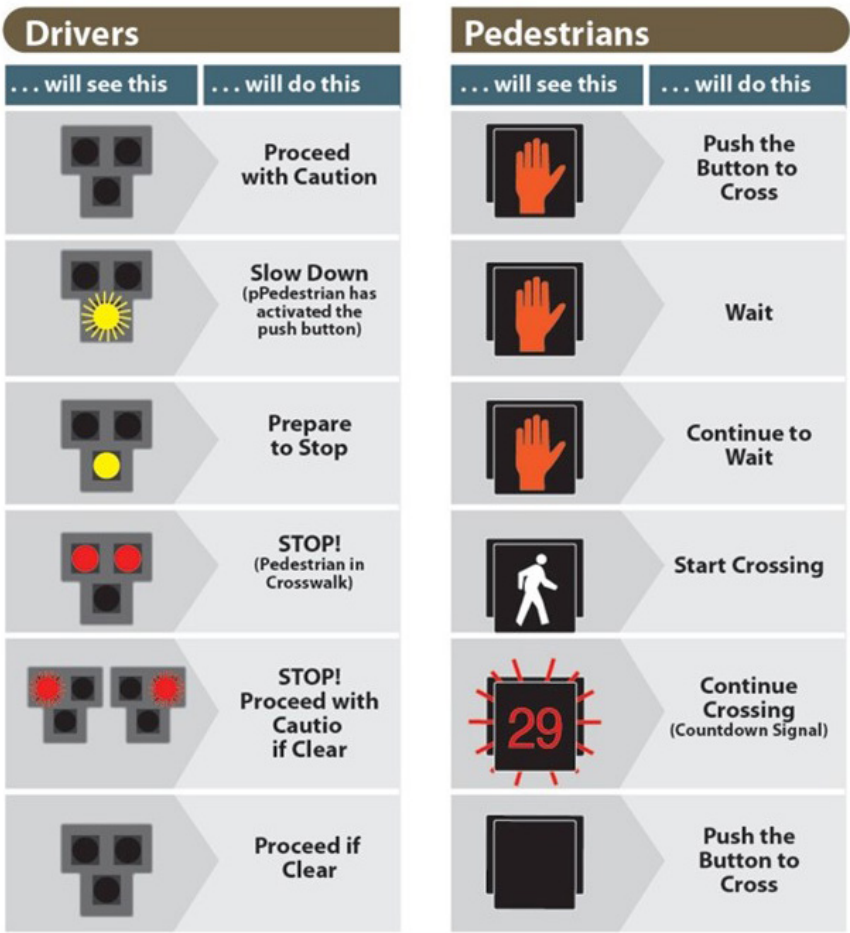 Drivers
... will see this
... will do this
Proceed
with Caution
Slow Down
(pPedestrian has
activated the
push button)
Prepare
to Stop
STOP!
(Pedestrian in
Crosswalk)
STOP!
Proceed with
Cautio
if Clear
Proceed if
Clear
Pedestrians
... will see this
... will do this
Push the
Button to
Cross
Wait
Continue to
Wait
Start Crossing
29
Continue
Crossing
(Countdown Signal)
Push the
Button to
Cross